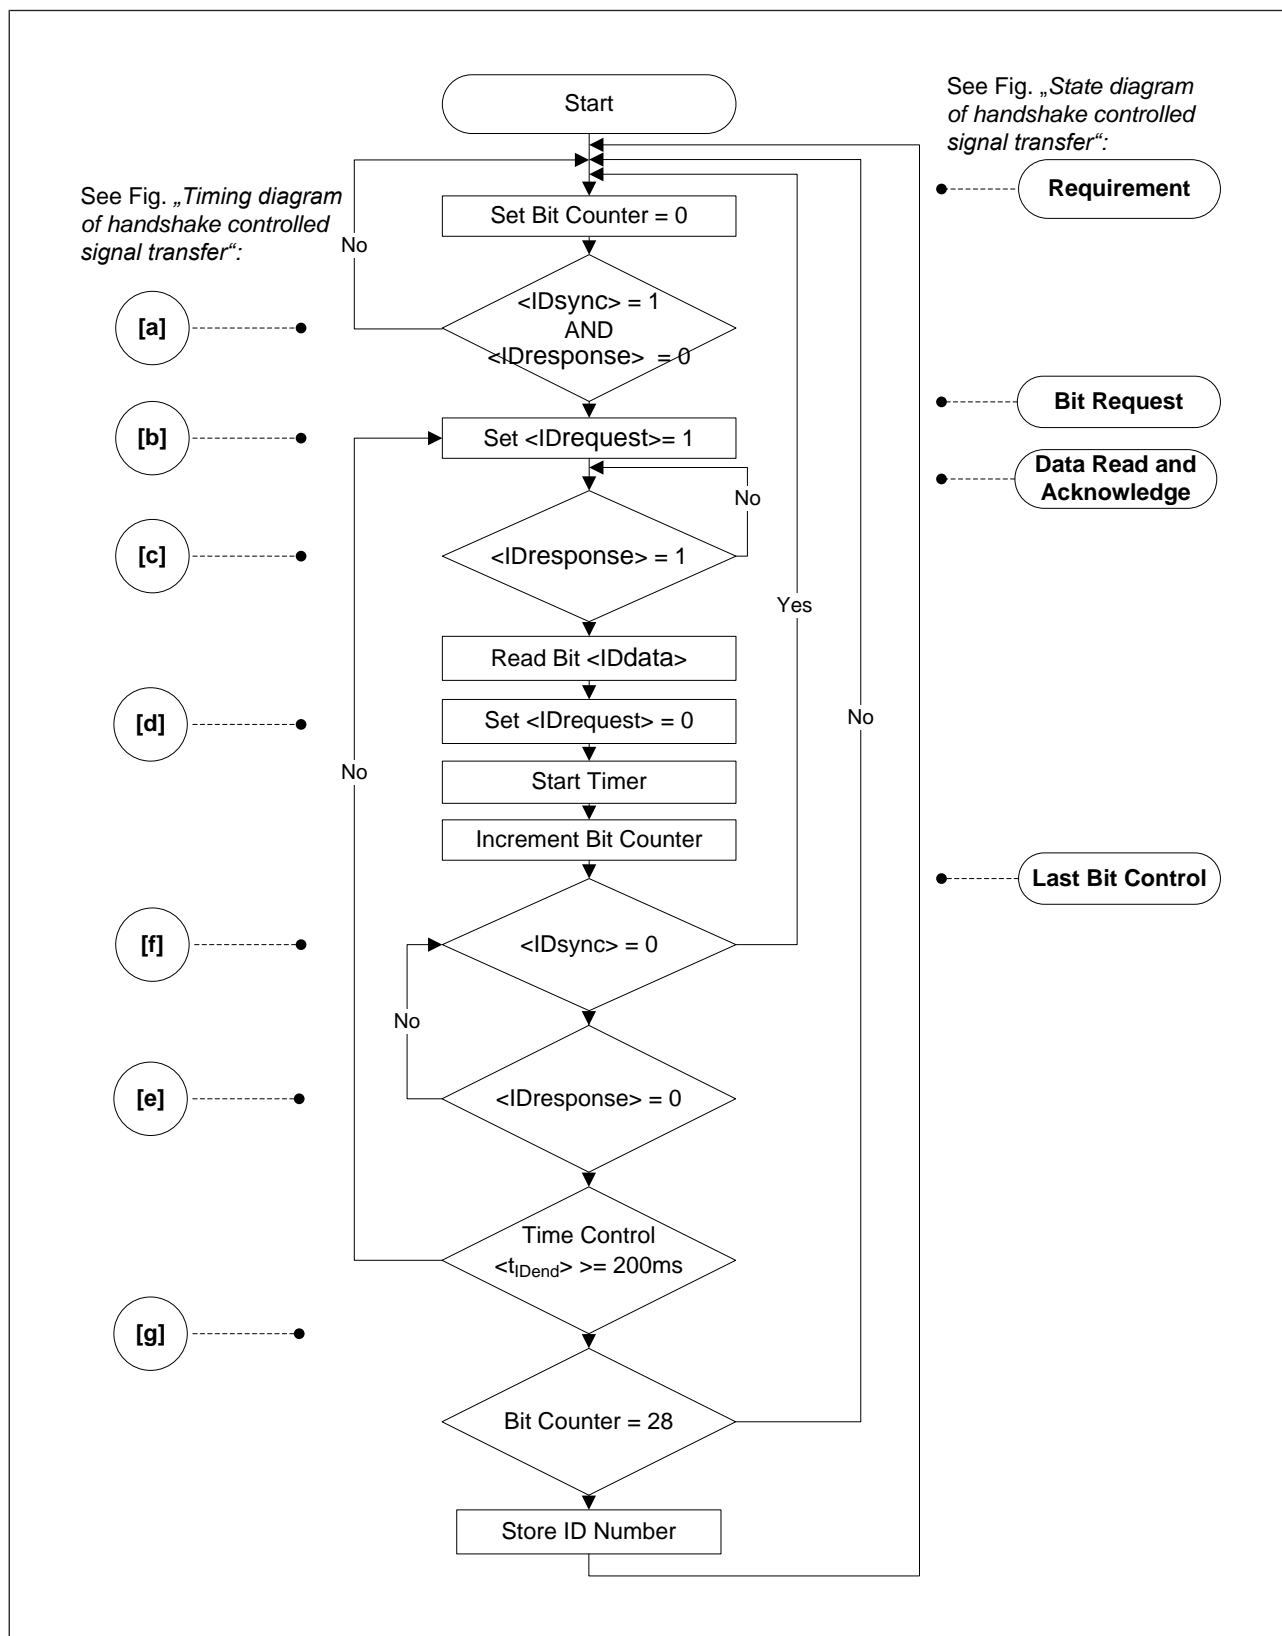 Start
See Fig. „State diagram
of handshake controlled
signal transfer“:
Requirement
See Fig. „Timing diagram
of handshake controlled
signal transfer“:
Set Bit Counter = 0
No
[a]
<IDsync> = 1
AND
<IDresponse> = 0
Bit Request
[b]
Set <IDrequest>= 1
Data Read and
Acknowledge
No
[c]
<IDresponse> = 1
Yes
Read Bit <IDdata>
[d]
Set <IDrequest> = 0
No
No
Start Timer
Increment Bit Counter
Last Bit Control
[f]
<IDsync> = 0
No
[e]
<IDresponse> = 0
Time Control
<tIDend> >= 200ms
[g]
Bit Counter = 28
Store ID Number